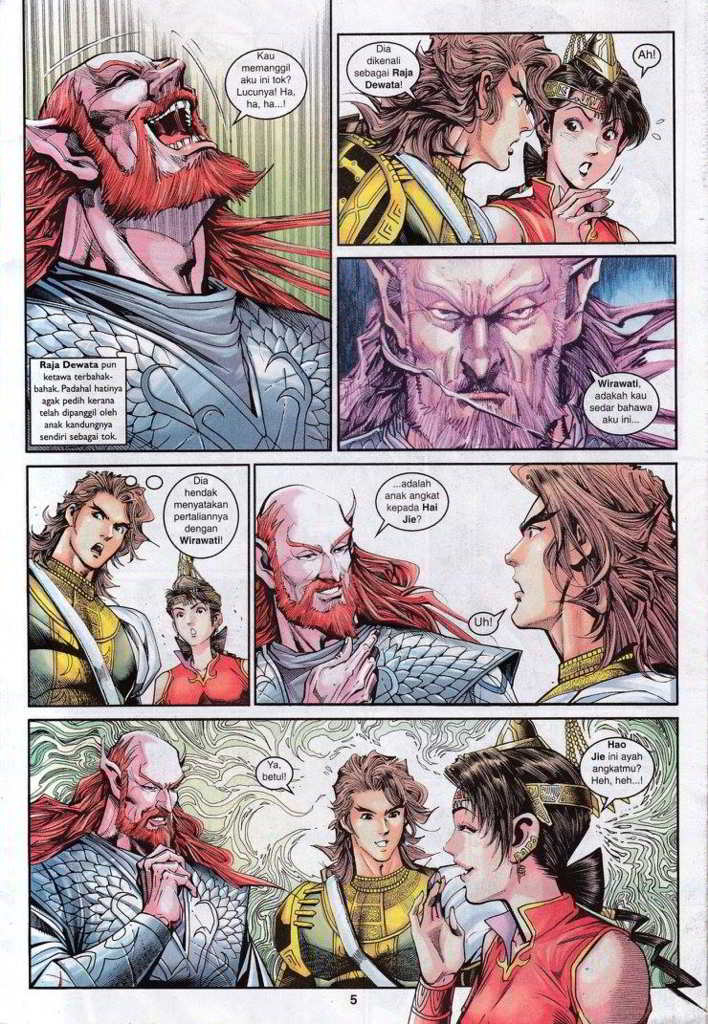 Kau
memanggil
aku ini tok?
Lucunya! Ha,
ha, ha...!
Raja Dewata pun
ketawa terbahak-
bahak. Padahal hatinya
agak pedih kerana
telah dipanggil oleh
anak kandungnya
sendiri sebagai tok.
Dia
dikenali
sebagai Raja
Dewata!
Ah!
Wirawati,
adakah kau
sedar bahawa
aku ini...
Dia
hendak
menyatakan
pertaliannya
dengan
Wirawati!
...adalah
anak angkat
kepada Hai
Jie?
Uh!
Ya,
betul!
Hao
Jie ini ayah
angkatmu?
Heh, heh...!
5